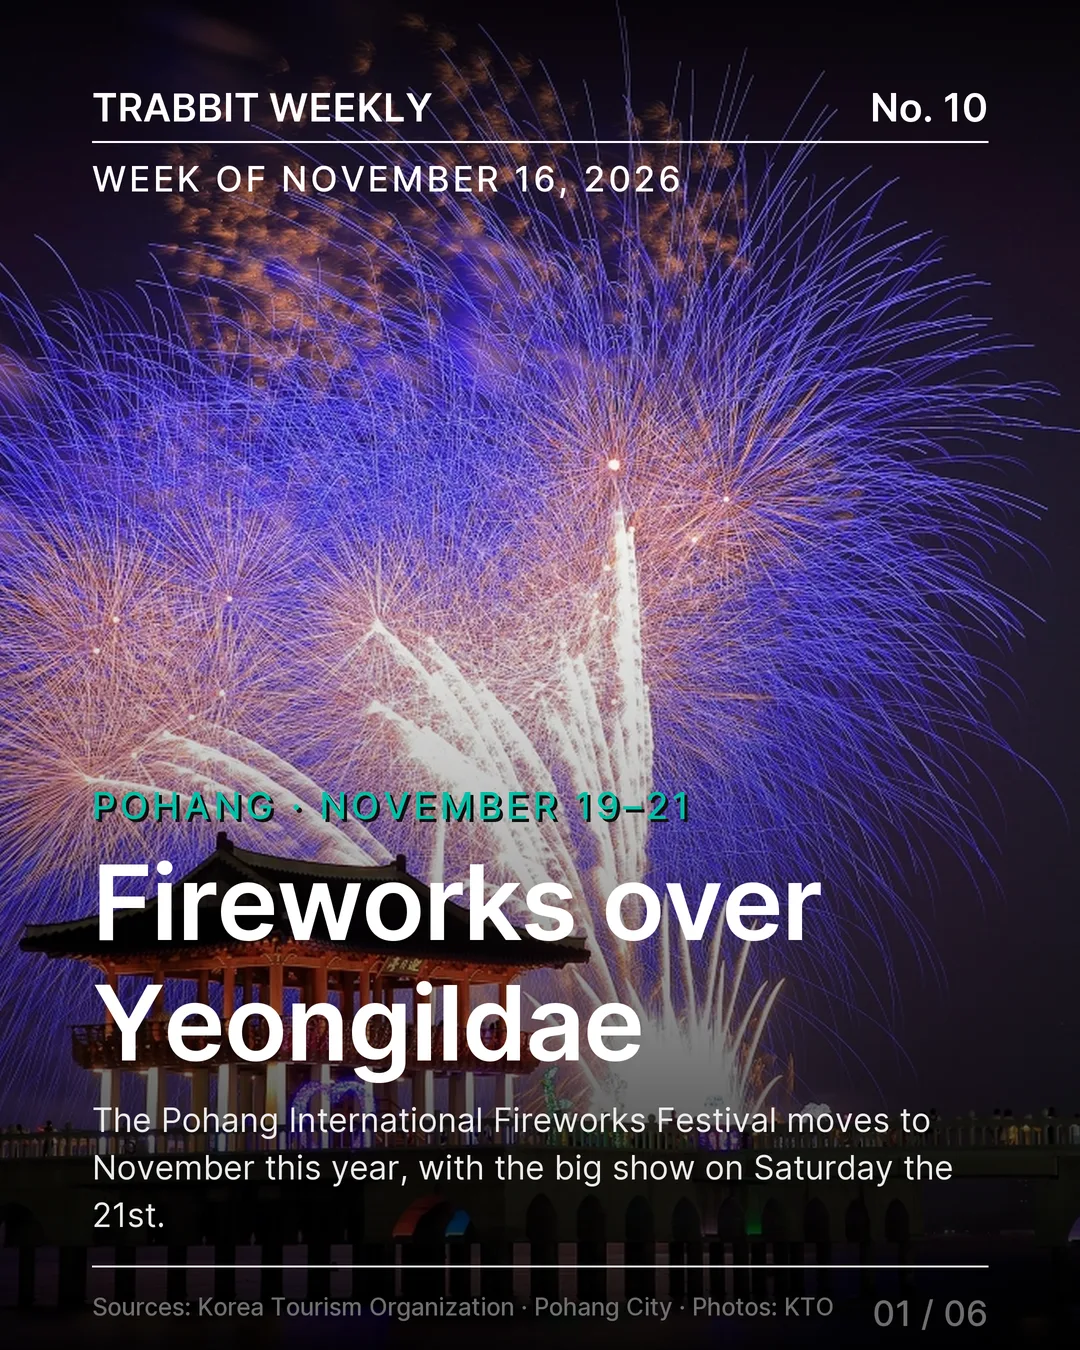 TRABBIT WEEKLY
No. 10
WEEK OF NOVEMBER 16, 2026
POHANG · NOVEMBER 19–21
Fireworks over
Yeongildae
The Pohang International Fireworks Festival moves to
November this year, with the big show on Saturday the
21st.
Sources: Korea Tourism Organization · Pohang City · Photos: KTO
01 / 06